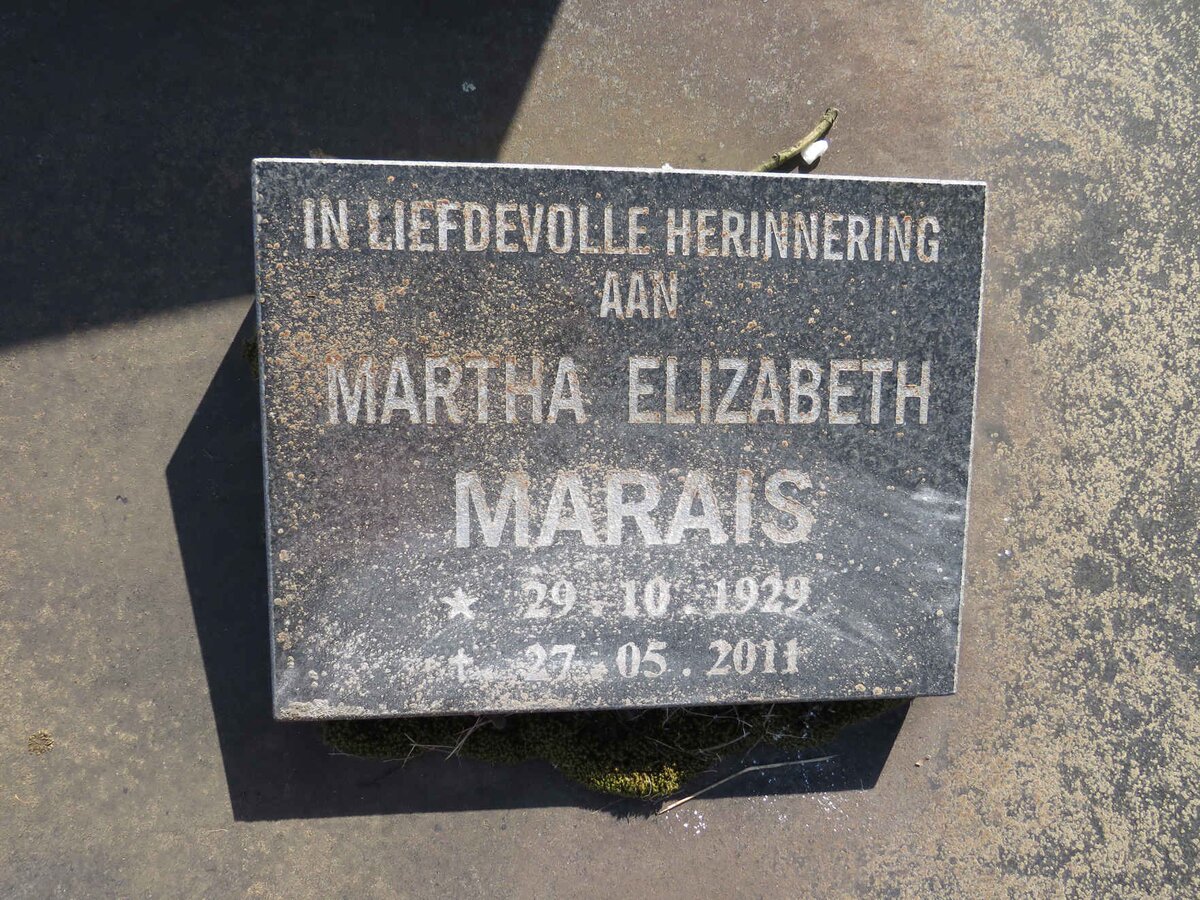 IN LIEFDEVOLLE HERINNERING
AAN
MARTHA ELIZABETH
MARAIS
★ 29 . 10 . 1929
✝ 27 . 05 . 2011